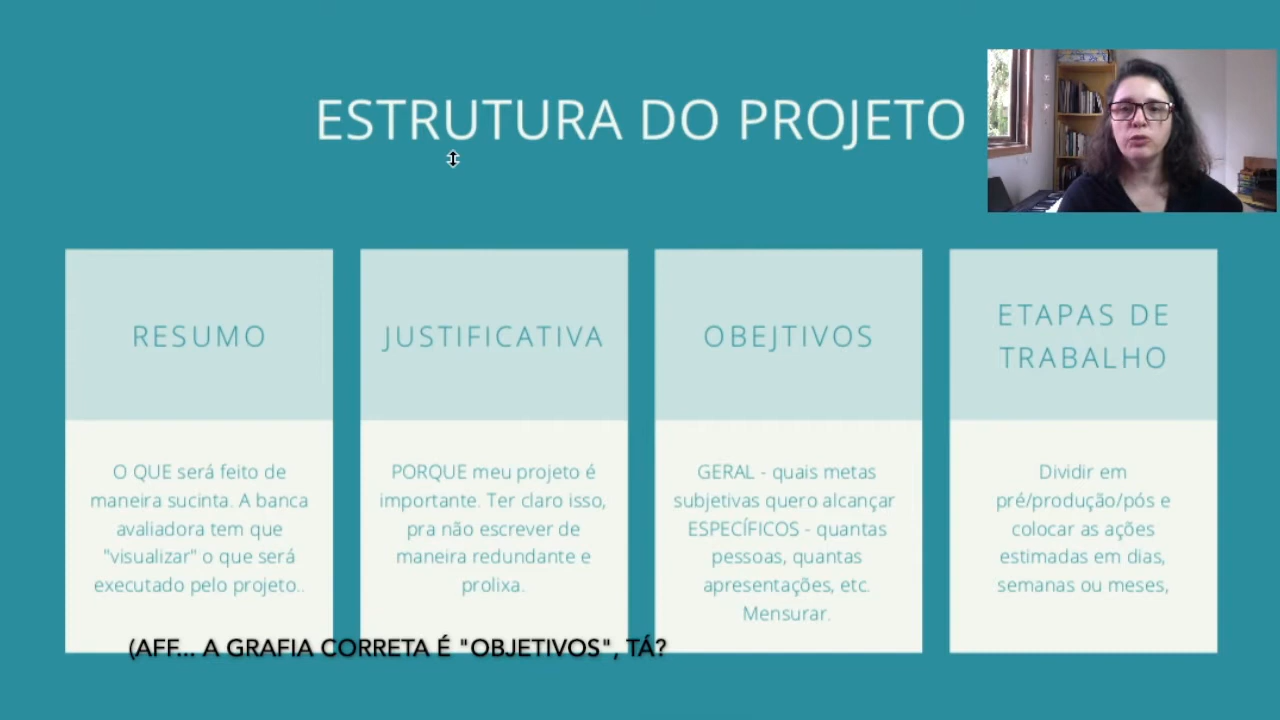 ESTRUTURA DO PROJETO
RESUMO
O QUE será feito de
maneira sucinta. A banca
avaliadora tem que
"visualizar" o que será
executado pelo projeto..
JUSTIFICATIVA
PORQUE meu projeto é
importante. Ter claro isso,
pra não escrever de
maneira redundante e
prolixa.
OBEJTIVOS
GERAL - quais metas
subjetivas quero alcançar
ESPECÍFICOS - quantas
pessoas, quantas
apresentações, etc.
Mensurar.
ETAPAS DE
TRABALHO
Dividir em
pré/produção/pós e
colocar as ações
estimadas em dias,
semanas ou meses,
(AFF... A GRAFIA CORRETA É "OBJETIVOS", TÁ?